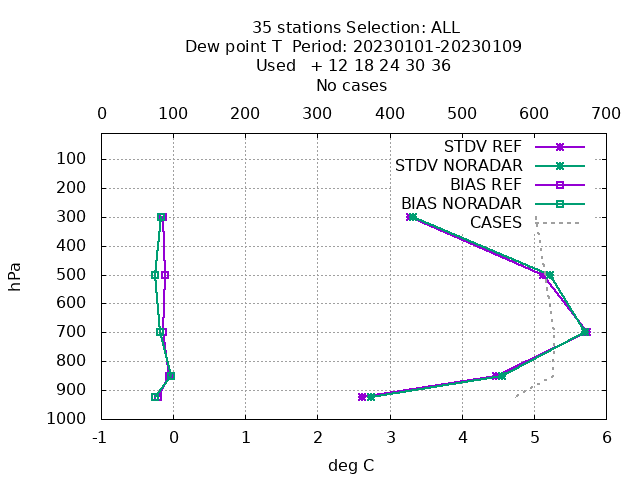 35 stations Selection: ALL
Dew point T  Period: 20230101-20230109
Used   + 12 18 24 30 36
No cases
0 100 200 300 400 500 600 700
STDV REF
STDV NORADAR
BIAS REF
BIAS NORADAR
CASES
100
200
300
400
500
600
700
800
900
1000
hPa
-1 0 1 2 3 4 5 6
deg C